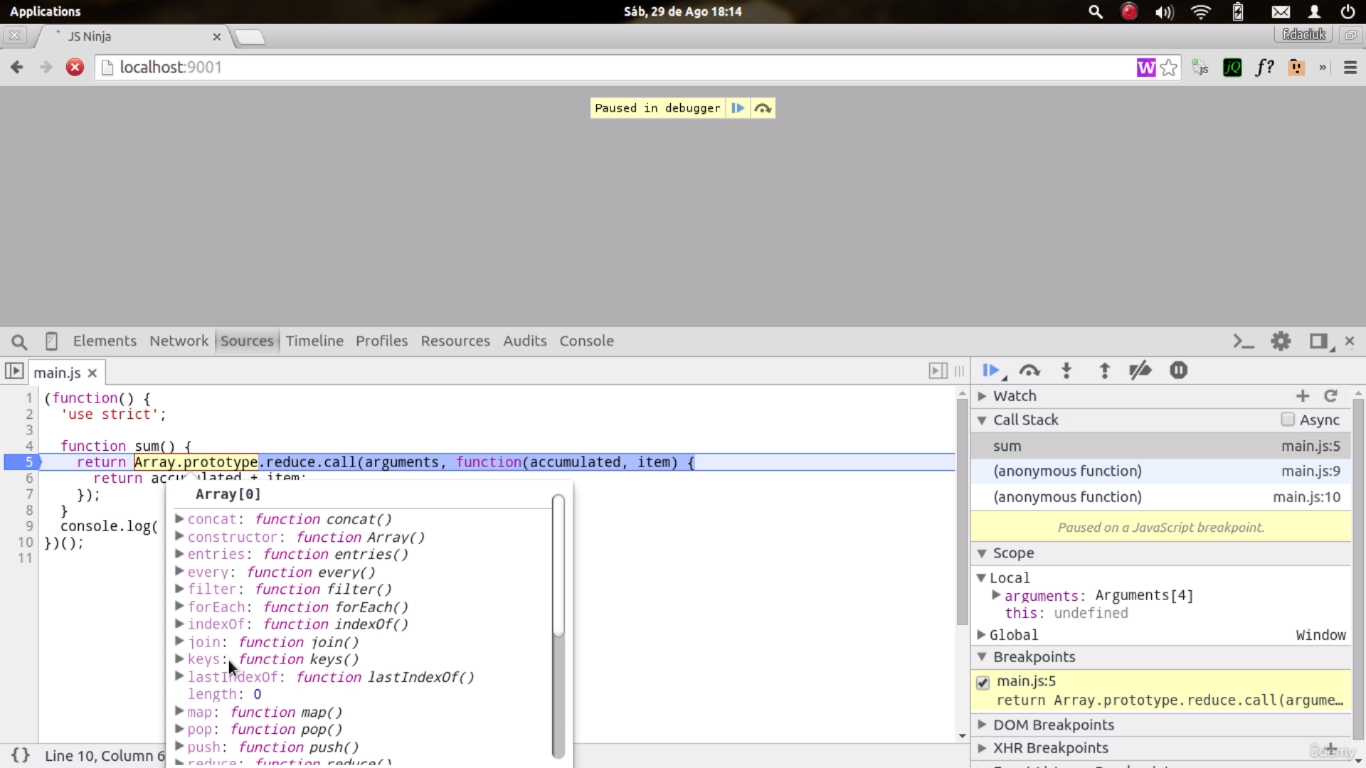 Applications
Sáb, 29 de Ago 18:14
JS Ninja
f.daciuk
localhost:9001
W
js
jQ
f?
»
Paused in debugger
Elements Network Sources Timeline Profiles Resources Audits Console
main.js
1 (function() {
2 'use strict';
3
4 function sum() {
5 return Array.prototype.reduce.call(arguments, function(accumulated, item) {
6 return accumulated + item;
7 });
8 }
9 console.log(
10 })();
11
Array[0]
concat: function concat()
constructor: function Array()
entries: function entries()
every: function every()
filter: function filter()
forEach: function forEach()
indexOf: function indexOf()
join: function join()
keys: function keys()
lastIndexOf: function lastIndexOf()
length: 0
map: function map()
pop: function pop()
push: function push()
reduce: function reduce()
{} Line 10, Column 6
Watch
Call Stack
Async
sum main.js:5
(anonymous function) main.js:9
(anonymous function) main.js:10
Paused on a JavaScript breakpoint.
Scope
Local
arguments: Arguments[4]
this: undefined
Global Window
Breakpoints
main.js:5
return Array.prototype.reduce.call(argume…
DOM Breakpoints
XHR Breakpoints
udemy